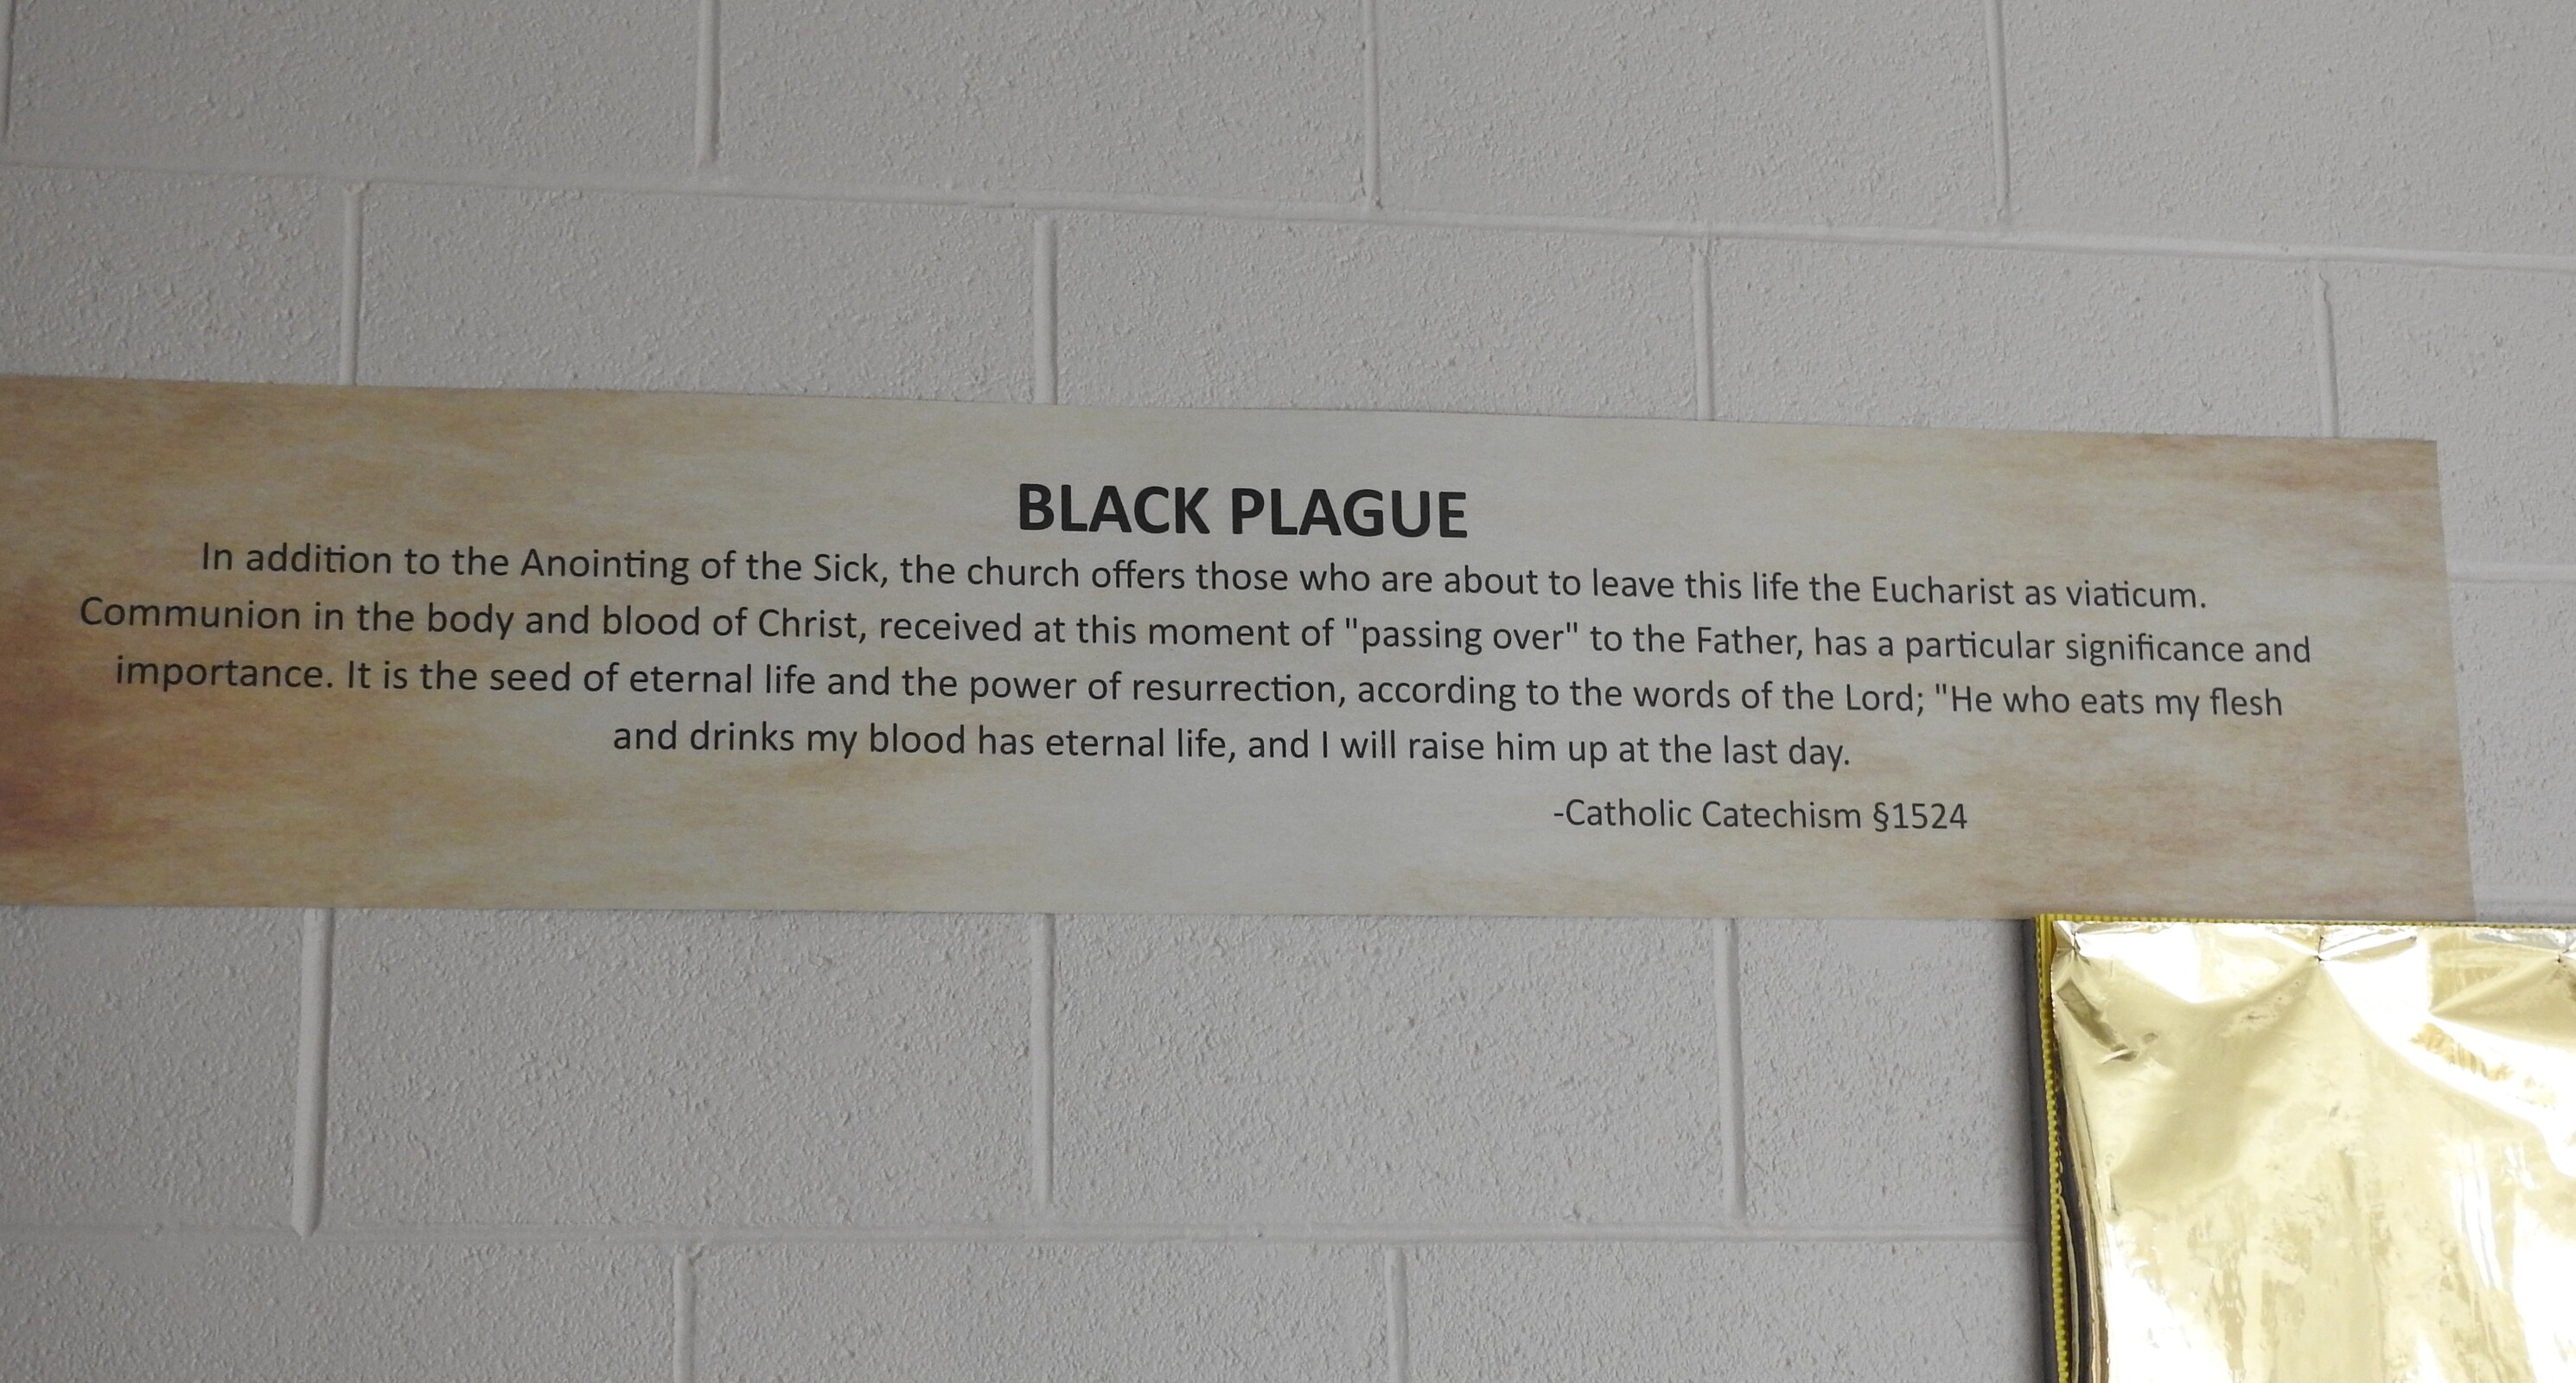 BLACK PLAGUE
In addition to the Anointing of the Sick, the church offers those who are about to leave this life the Eucharist as viaticum.
Communion in the body and blood of Christ, received at this moment of "passing over" to the Father, has a particular significance and
importance. It is the seed of eternal life and the power of resurrection, according to the words of the Lord; "He who eats my flesh
and drinks my blood has eternal life, and I will raise him up at the last day.
-Catholic Catechism §1524